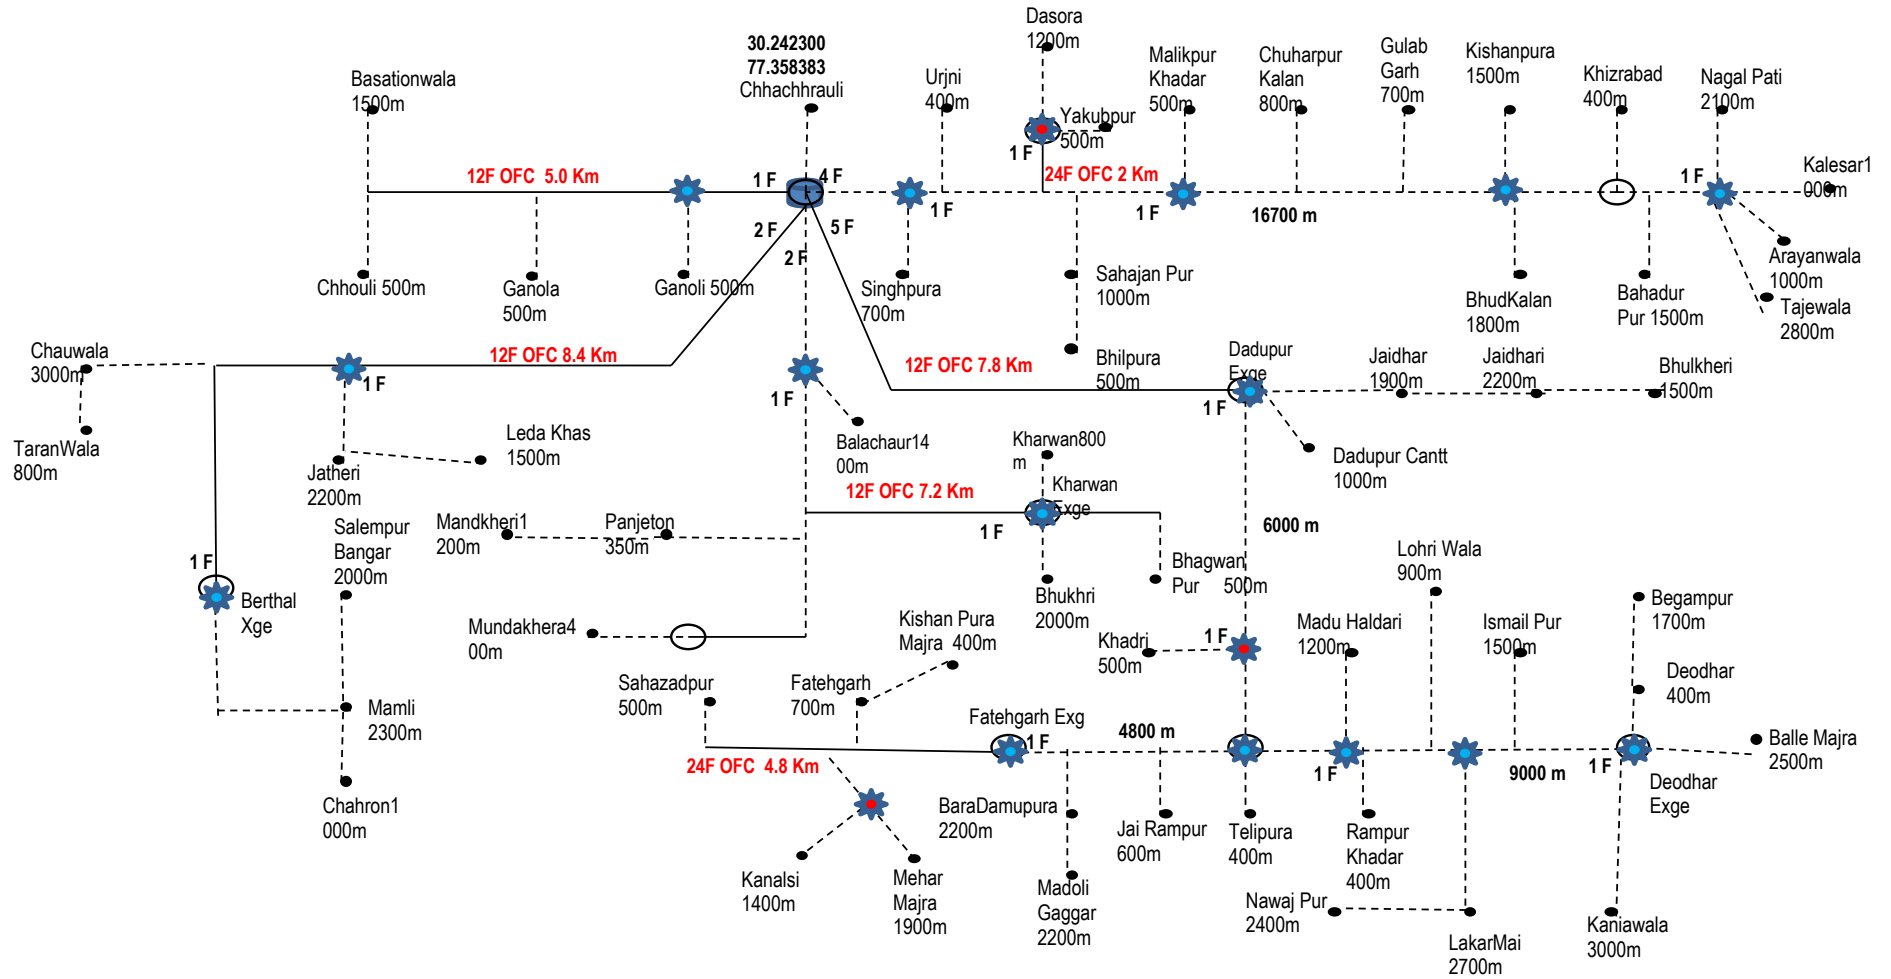 Dasora
1200m
30.242300
77.358383
Chhachhrauli
Basationwala
1500m
Urjni
400m
Malikpur
Khadar
500m
Chuharpur
Kalan
800m
Gulab
Garh
700m
Kishanpura
1500m
Khizrabad
400m
Nagal Pati
2100m
Yakubpur
500m
1 F
12F OFC 5.0 Km
1 F
4 F
24F OFC 2 Km
1 F
1 F
16700 m
1 F
Kalesar1
000m
2 F
5 F
2 F
Chhouli 500m
Ganola
500m
Ganoli 500m
Singhpura
700m
Sahajan Pur
1000m
BhudKalan
1800m
Bahadur
Pur 1500m
Arayanwala
1000m
Tajewala
2800m
Chauwala
3000m
12F OFC 8.4 Km
1 F
12F OFC 7.8 Km
Bhilpura
500m
Dadupur
Exge
1 F
Jaidhar
1900m
Jaidhari
2200m
Bhulkheri
1500m
1 F
TaranWala
800m
Leda Khas
1500m
Jatheri
2200m
Balachaur14
00m
Kharwan800
m
Dadupur Cantt
1000m
12F OFC 7.2 Km
Kharwan
Exge
1 F
Mandkheri1
200m
Panjeton
350m
6000 m
Salempur
Bangar
2000m
1 F
Berthal
Xge
Bhukhri
2000m
Bhagwan
Pur 500m
Lohri Wala
900m
Begampur
1700m
Mundakhera4
00m
Kishan Pura
Majra 400m
Khadri
500m
1 F
Madu Haldari
1200m
Ismail Pur
1500m
Deodhar
400m
Mamli
2300m
Sahazadpur
500m
Fatehgarh
700m
Fatehgarh Exg
1 F
4800 m
1 F
9000 m
1 F
Balle Majra
2500m
Deodhar
Exge
24F OFC 4.8 Km
Chahron1
000m
BaraDamupura
2200m
Jai Rampur
600m
Telipura
400m
Rampur
Khadar
400m
Kanalsi
1400m
Mehar
Majra
1900m
Madoli
Gaggar
2200m
Nawaj Pur
2400m
LakarMai
2700m
Kaniawala
3000m